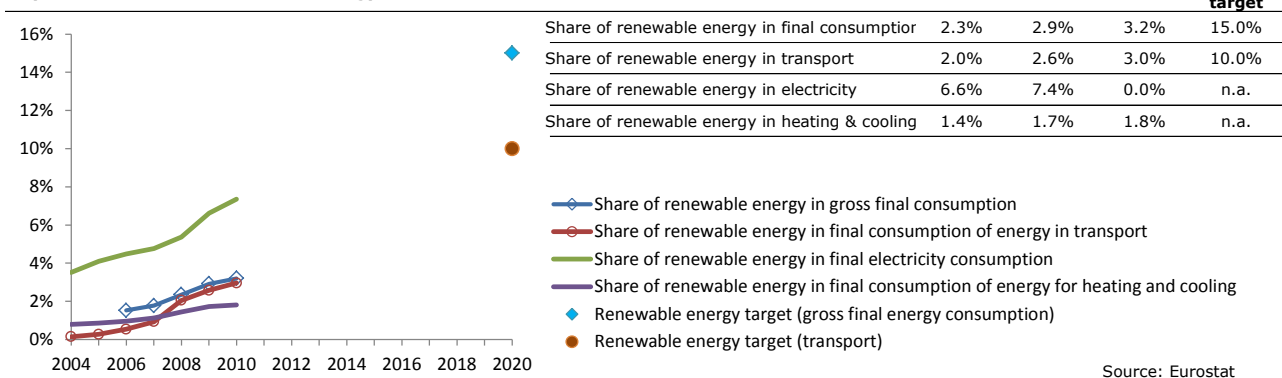 target
Share of renewable energy in final consumption 2.3% 2.9% 3.2% 15.0%
Share of renewable energy in transport 2.0% 2.6% 3.0% 10.0%
Share of renewable energy in electricity 6.6% 7.4% 0.0% n.a.
Share of renewable energy in heating & cooling 1.4% 1.7% 1.8% n.a.
16%
14%
12%
10%
8%
6%
4%
2%
0%
2004 2006 2008 2010 2012 2014 2016 2018 2020
Share of renewable energy in gross final consumption
Share of renewable energy in final consumption of energy in transport
Share of renewable energy in final electricity consumption
Share of renewable energy in final consumption of energy for heating and cooling
Renewable energy target (gross final energy consumption)
Renewable energy target (transport)
Source: Eurostat